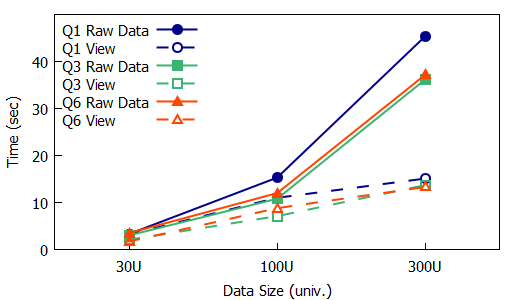 Q1 Raw Data
Q1 View
Q3 Raw Data
Q3 View
Q6 Raw Data
Q6 View
40
30
20
10
0
Time (sec)
30U
100U
300U
Data Size (univ.)